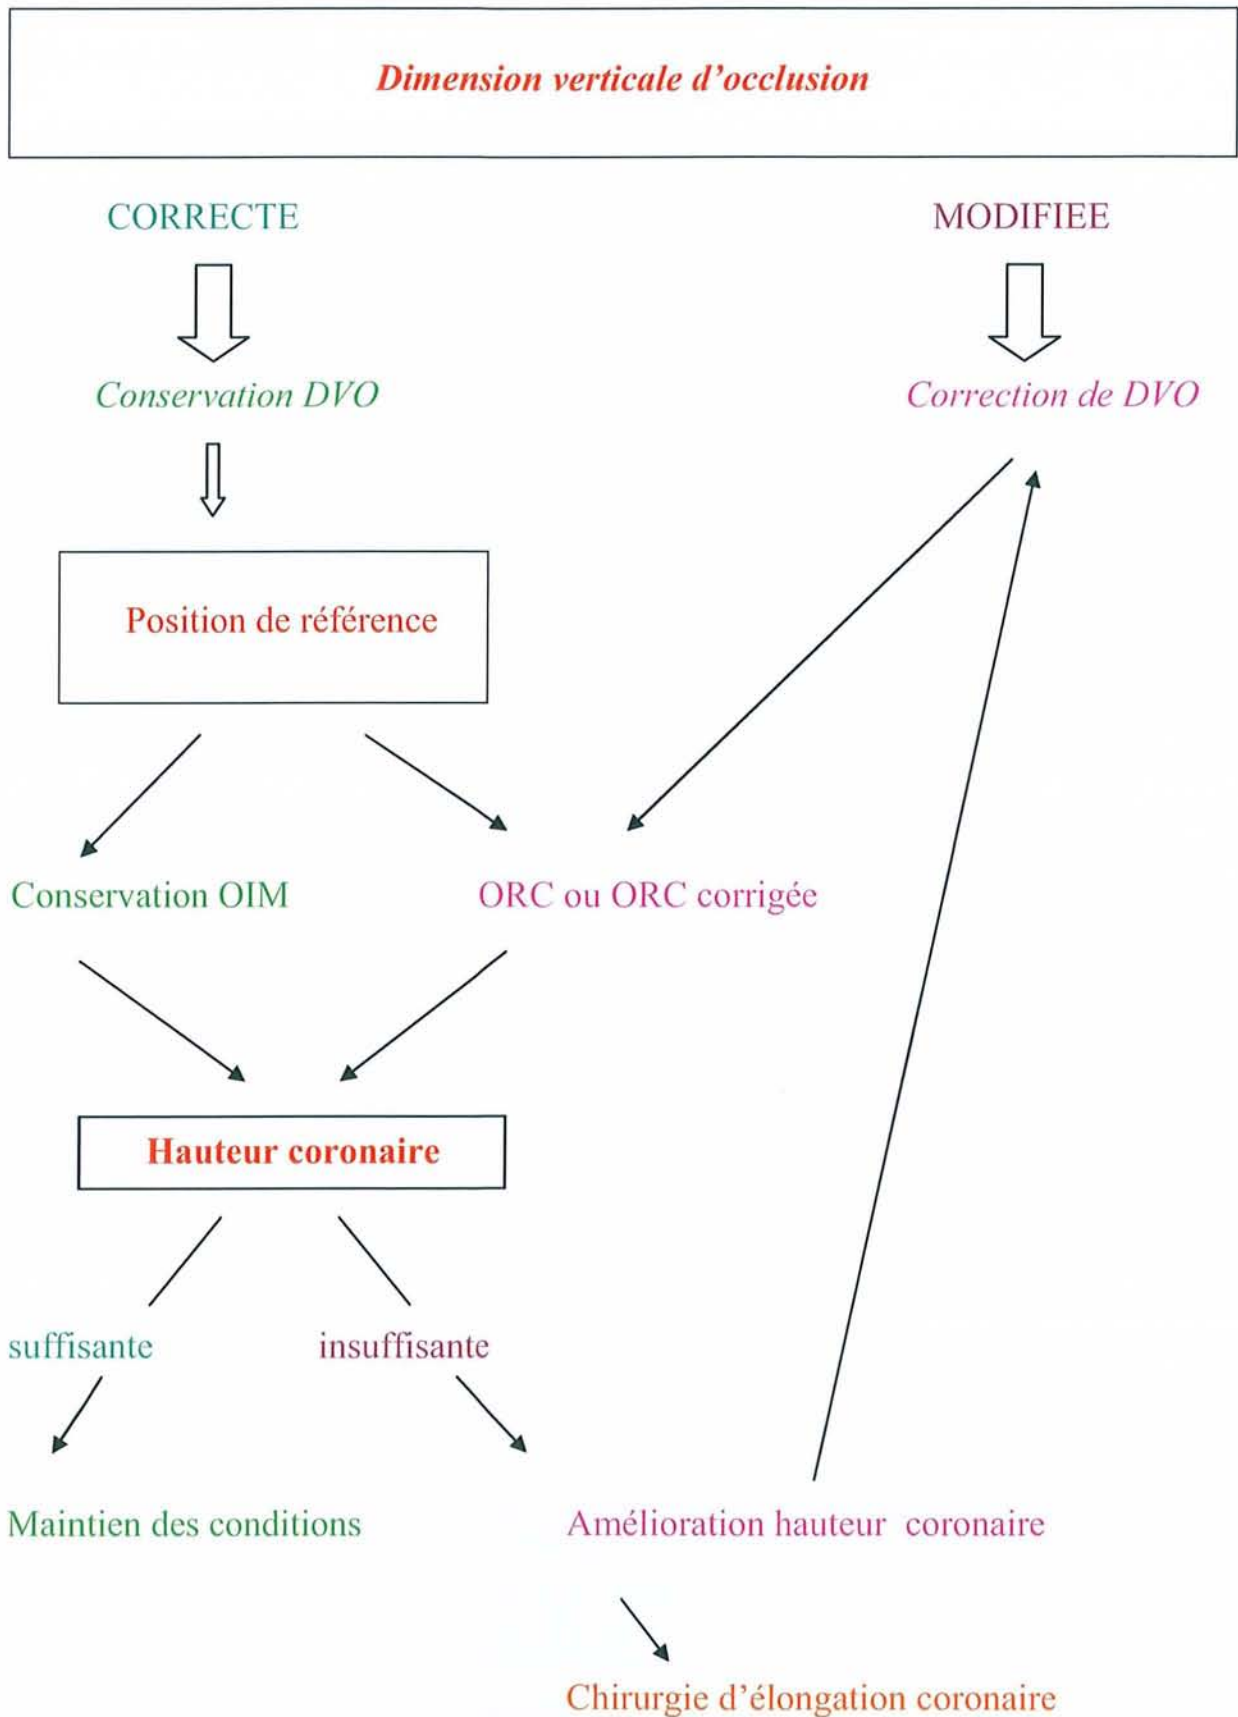 Dimension verticale d'occlusion
CORRECTE
MODIFIEE
Conservation DVO
Correction de DVO
Position de référence
Conservation OIM
ORC ou ORC corrigée
Hauteur coronaire
suffisante
insuffisante
Maintien des conditions
Amélioration hauteur coronaire
Chirurgie d'élongation coronaire